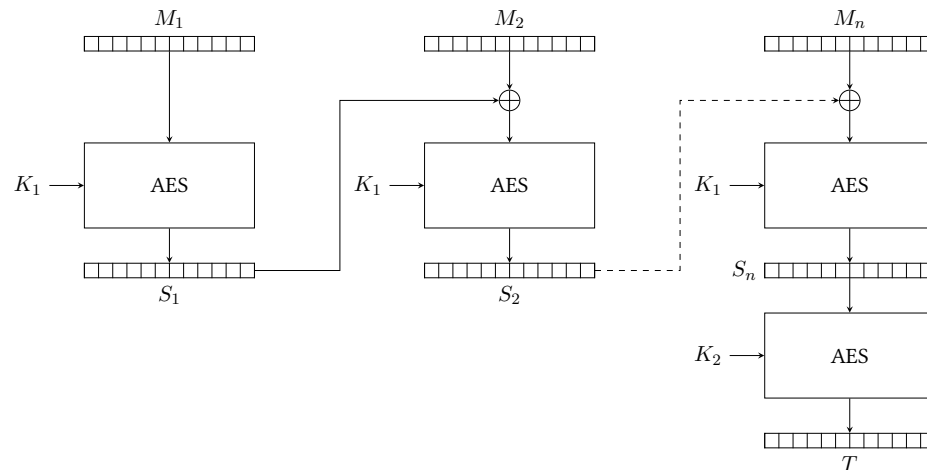 M₁ M₂ Mₙ
K₁ AES K₁ AES K₁ AES
S₁ S₂ Sₙ
K₂ AES
T